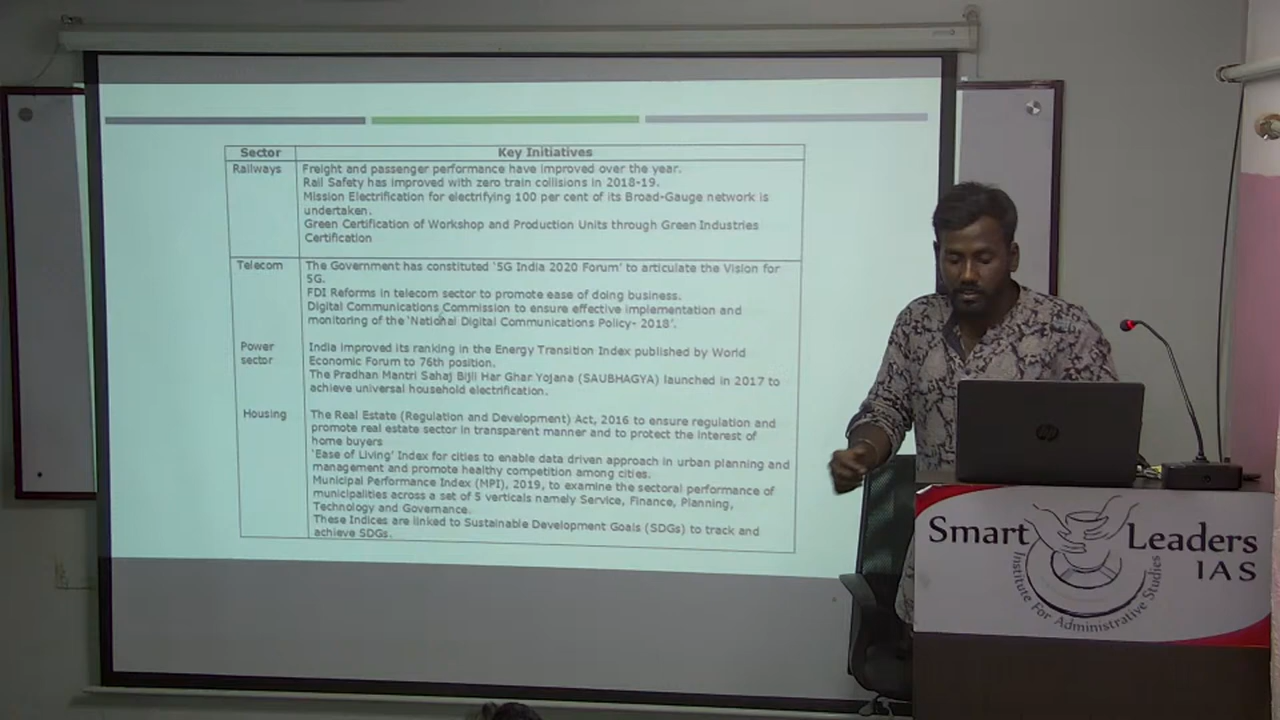 Sector Key Initiatives
Railways Freight and passenger performance have improved over the year.
Rail Safety has improved with zero train collisions in 2018-19.
Mission Electrification for electrifying 100 per cent of its Broad-Gauge network is
undertaken.
Green Certification of Workshop and Production Units through Green Industries
Certification
Telecom The Government has constituted '5G India 2020 Forum' to articulate the Vision for
5G.
FDI Reforms in telecom sector to promote ease of doing business.
Digital Communications Commission to ensure effective implementation and
monitoring of the 'National Digital Communications Policy- 2018'.
Power India improved its ranking in the Energy Transition Index published by World
sector Economic Forum to 76th position.
The Pradhan Mantri Sahaj Bijli Har Ghar Yojana (SAUBHAGYA) launched in 2017 to
achieve universal household electrification.
Housing The Real Estate (Regulation and Development) Act, 2016 to ensure regulation and
promote real estate sector in transparent manner and to protect the interest of
home buyers
'Ease of Living' Index for cities to enable data driven approach in urban planning and
management and promote healthy competition among cities.
Municipal Performance Index (MPI), 2019, to examine the sectoral performance of
municipalities across a set of 5 verticals namely Service, Finance, Planning,
Technology and Governance.
These Indices are linked to Sustainable Development Goals (SDGs) to track and
achieve SDGs.
hp
Smart Leaders
IAS
Institute For Administrative Studies